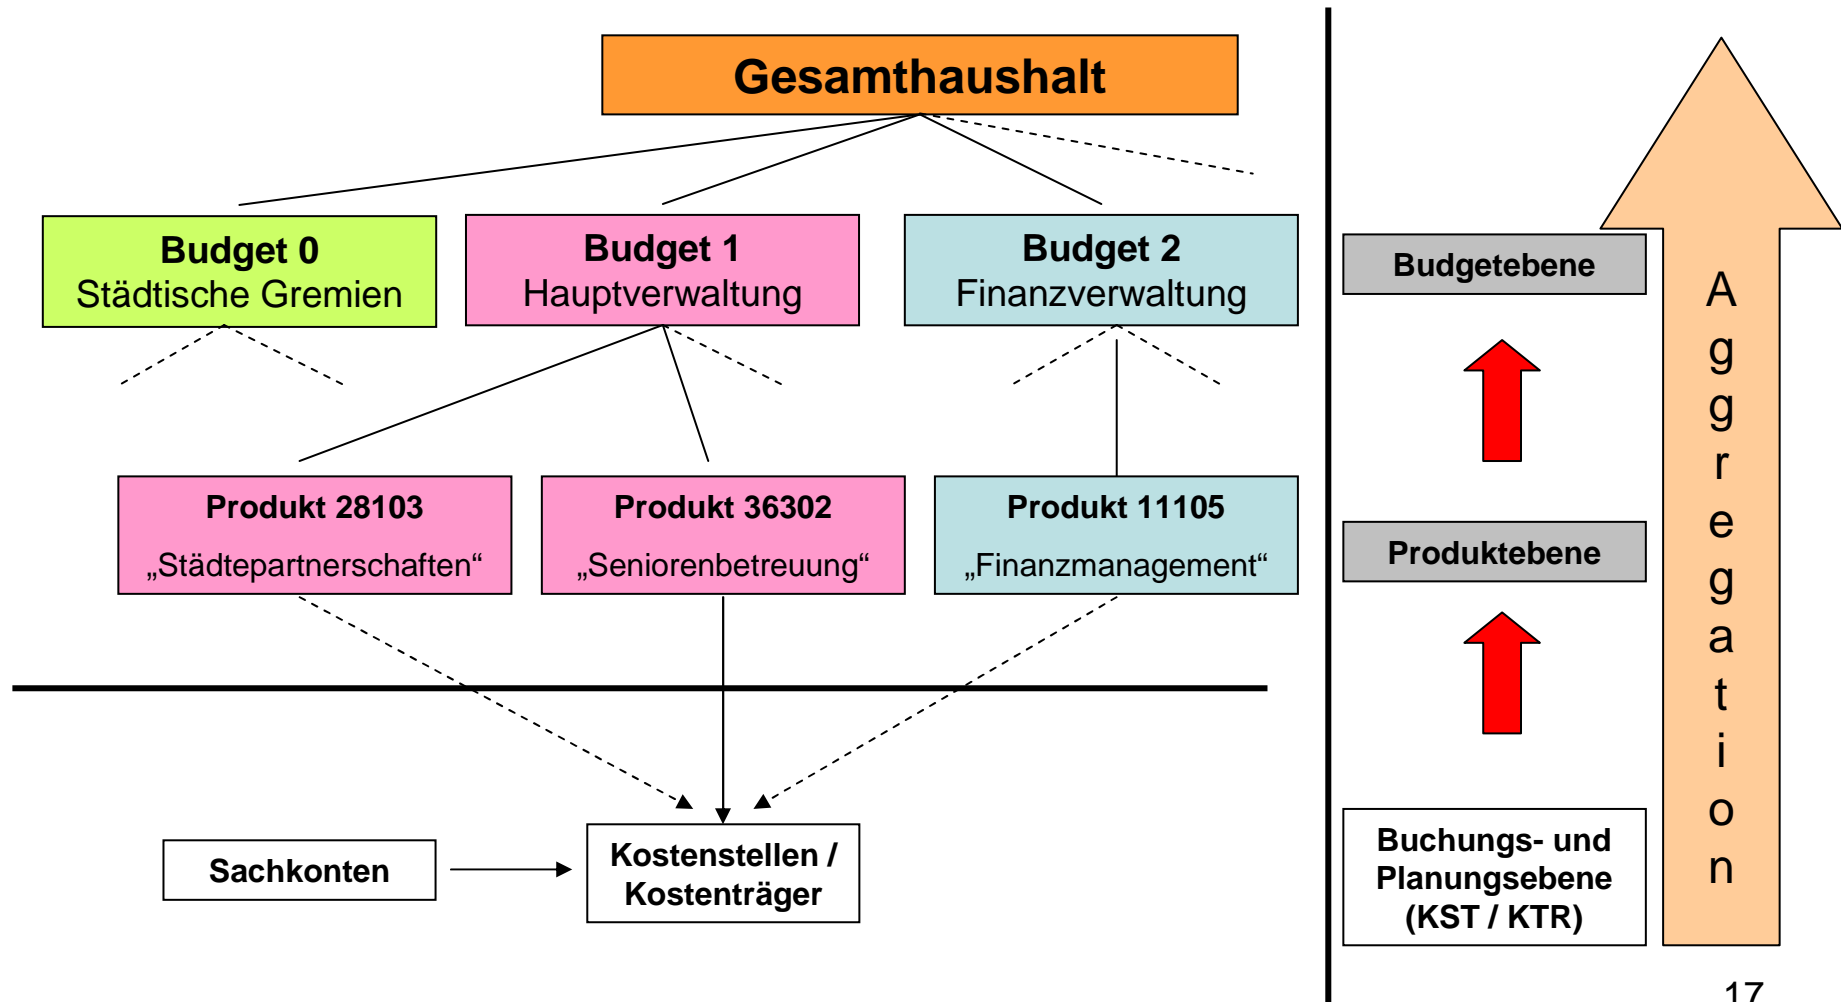 Gesamthaushalt
Budget 0
Städtische Gremien
Budget 1
Hauptverwaltung
Budget 2
Finanzverwaltung
Produkt 28103
„Städtepartnerschaften“
Produkt 36302
„Seniorenbetreuung“
Produkt 11105
„Finanzmanagement“
Sachkonten
Kostenstellen /
Kostenträger
Budgetebene
Produktebene
Buchungs- und
Planungsebene
(KST / KTR)
Aggregation
17